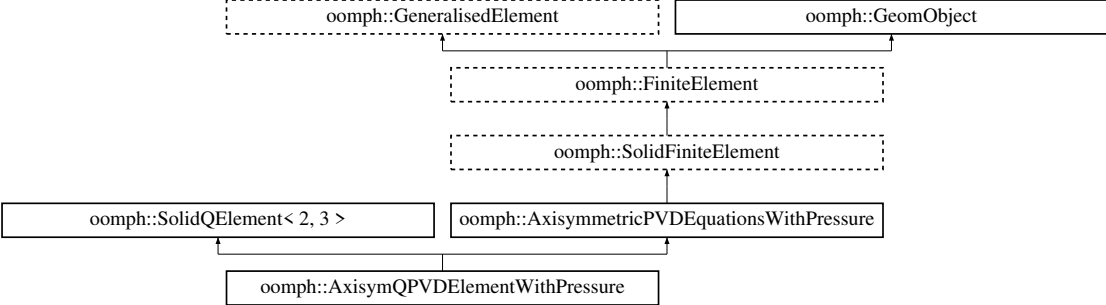 oomph::GeneralisedElement
oomph::GeomObject
oomph::FiniteElement
oomph::SolidFiniteElement
oomph::SolidQElement< 2, 3 >
oomph::AxisymmetricPVDEquationsWithPressure
oomph::AxisymQPVDElementWithPressure